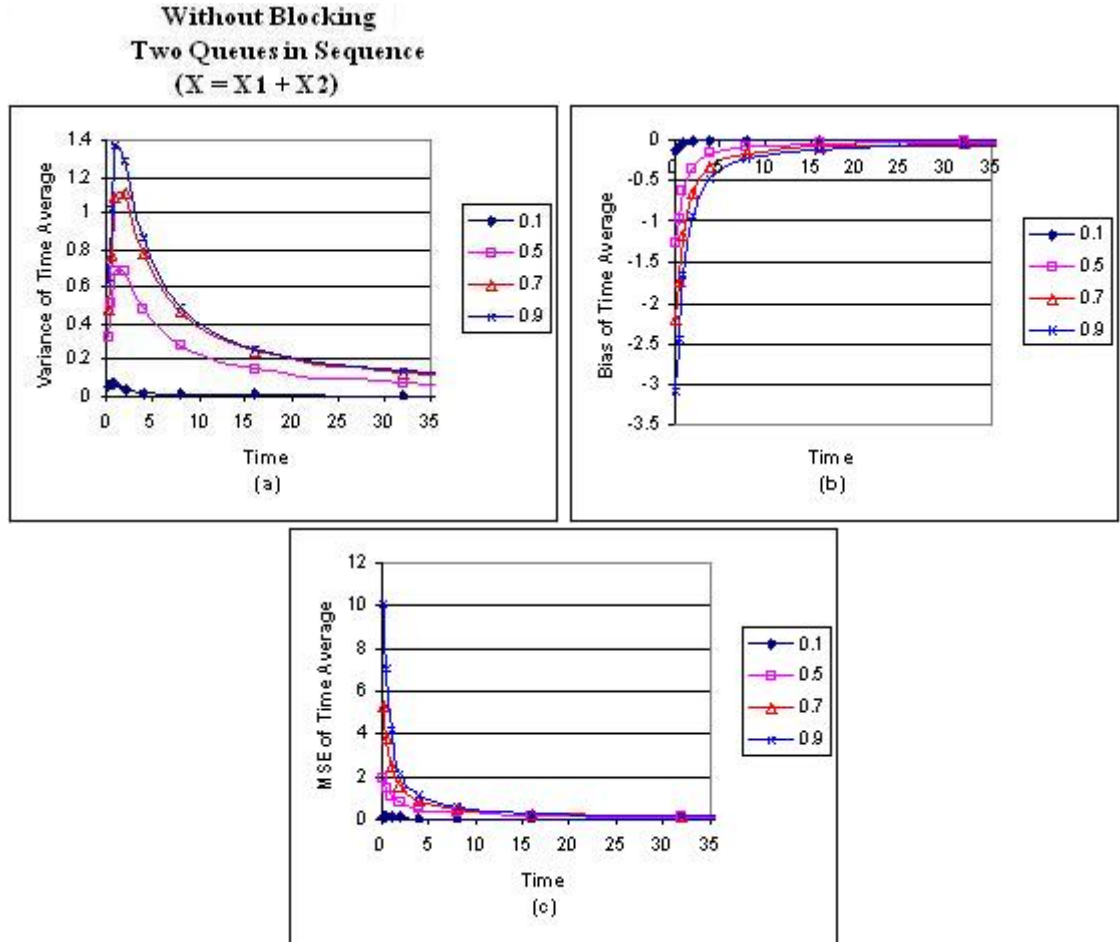 Without Blocking
Two Queues in Sequence
(X = X1 + X2)
Variance of Time Average
1.4
1.2
1
0.8
0.6
0.4
0.2
0
0 5 10 15 20 25 30 35
Time
(a)
0.1
0.5
0.7
0.9
Bias of Time Average
0
-0.5
-1
-1.5
-2
-2.5
-3
-3.5
0 5 10 15 20 25 30 35
Time
(b)
0.1
0.5
0.7
0.9
MSE of Time Average
12
10
8
6
4
2
0
0 5 10 15 20 25 30 35
Time
(c)
0.1
0.5
0.7
0.9